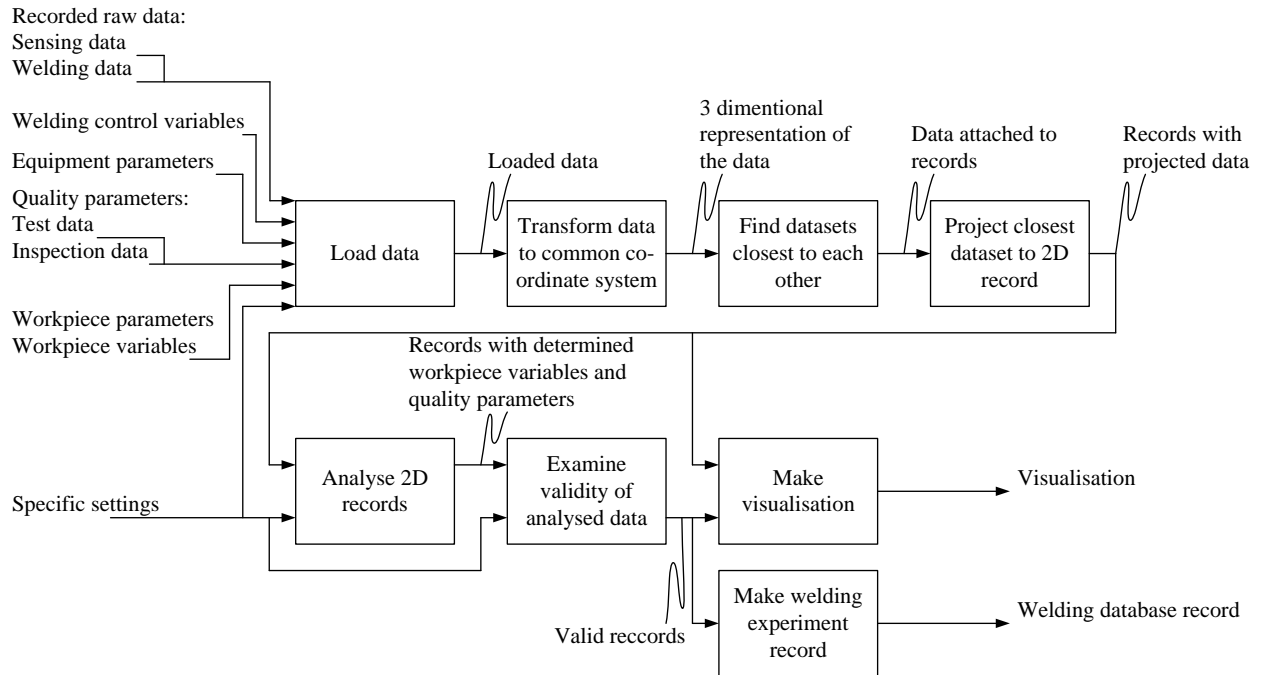 Recorded raw data:
Sensing data
Welding data
Welding control variables
Equipment parameters
Quality parameters:
Test data
Inspection data
Workpiece parameters
Workpiece variables
Loaded data
3 dimentional
representation of
the data
Data attached to
records
Records with
projected data
Load data
Transform data
to common co-
ordinate system
Find datasets
closest to each
other
Project closest
dataset to 2D
record
Records with determined
workpiece variables and
quality parameters
Specific settings
Analyse 2D
records
Examine
validity of
analysed data
Make
visualisation
Visualisation
Valid reccords
Make welding
experiment
record
Welding database record